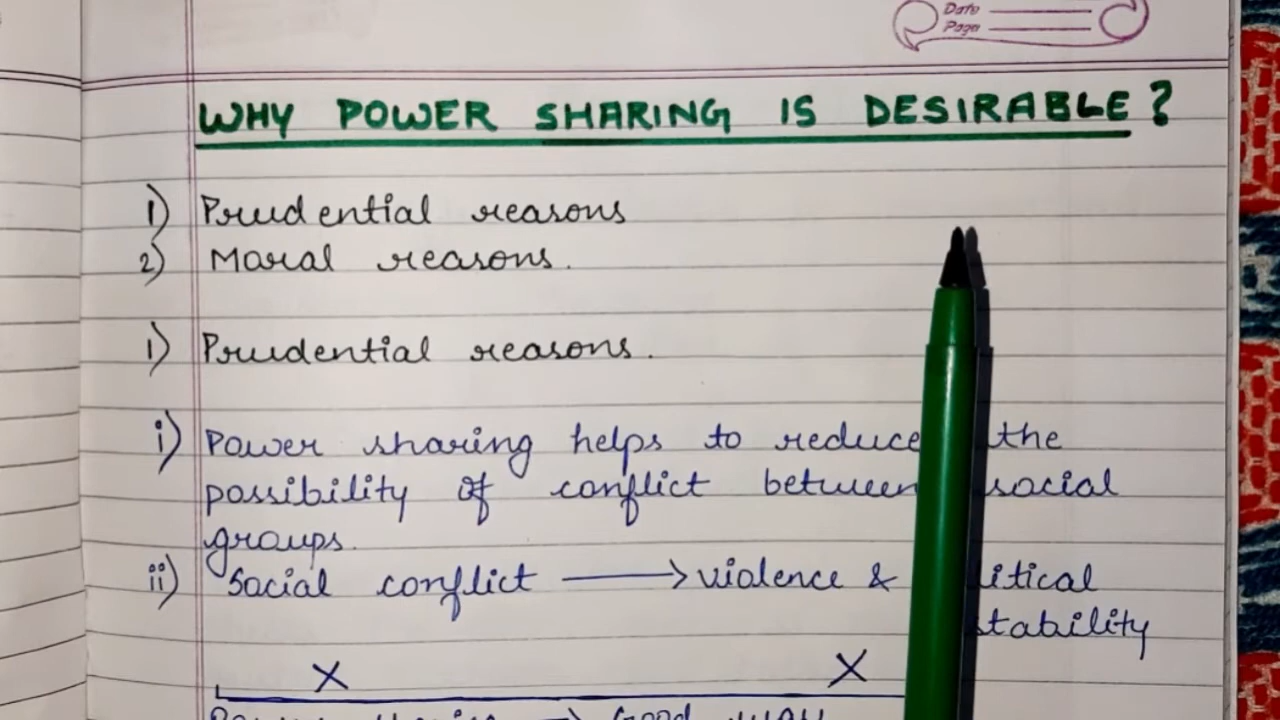 Date
Page
WHY POWER SHARING IS DESIRABLE?
1) Prudential reasons
2) Moral reasons.
1) Prudential reasons.
i) Power sharing helps to reduce the
possibility of conflict between social
groups.
ii) Social conflict → violence &
X X